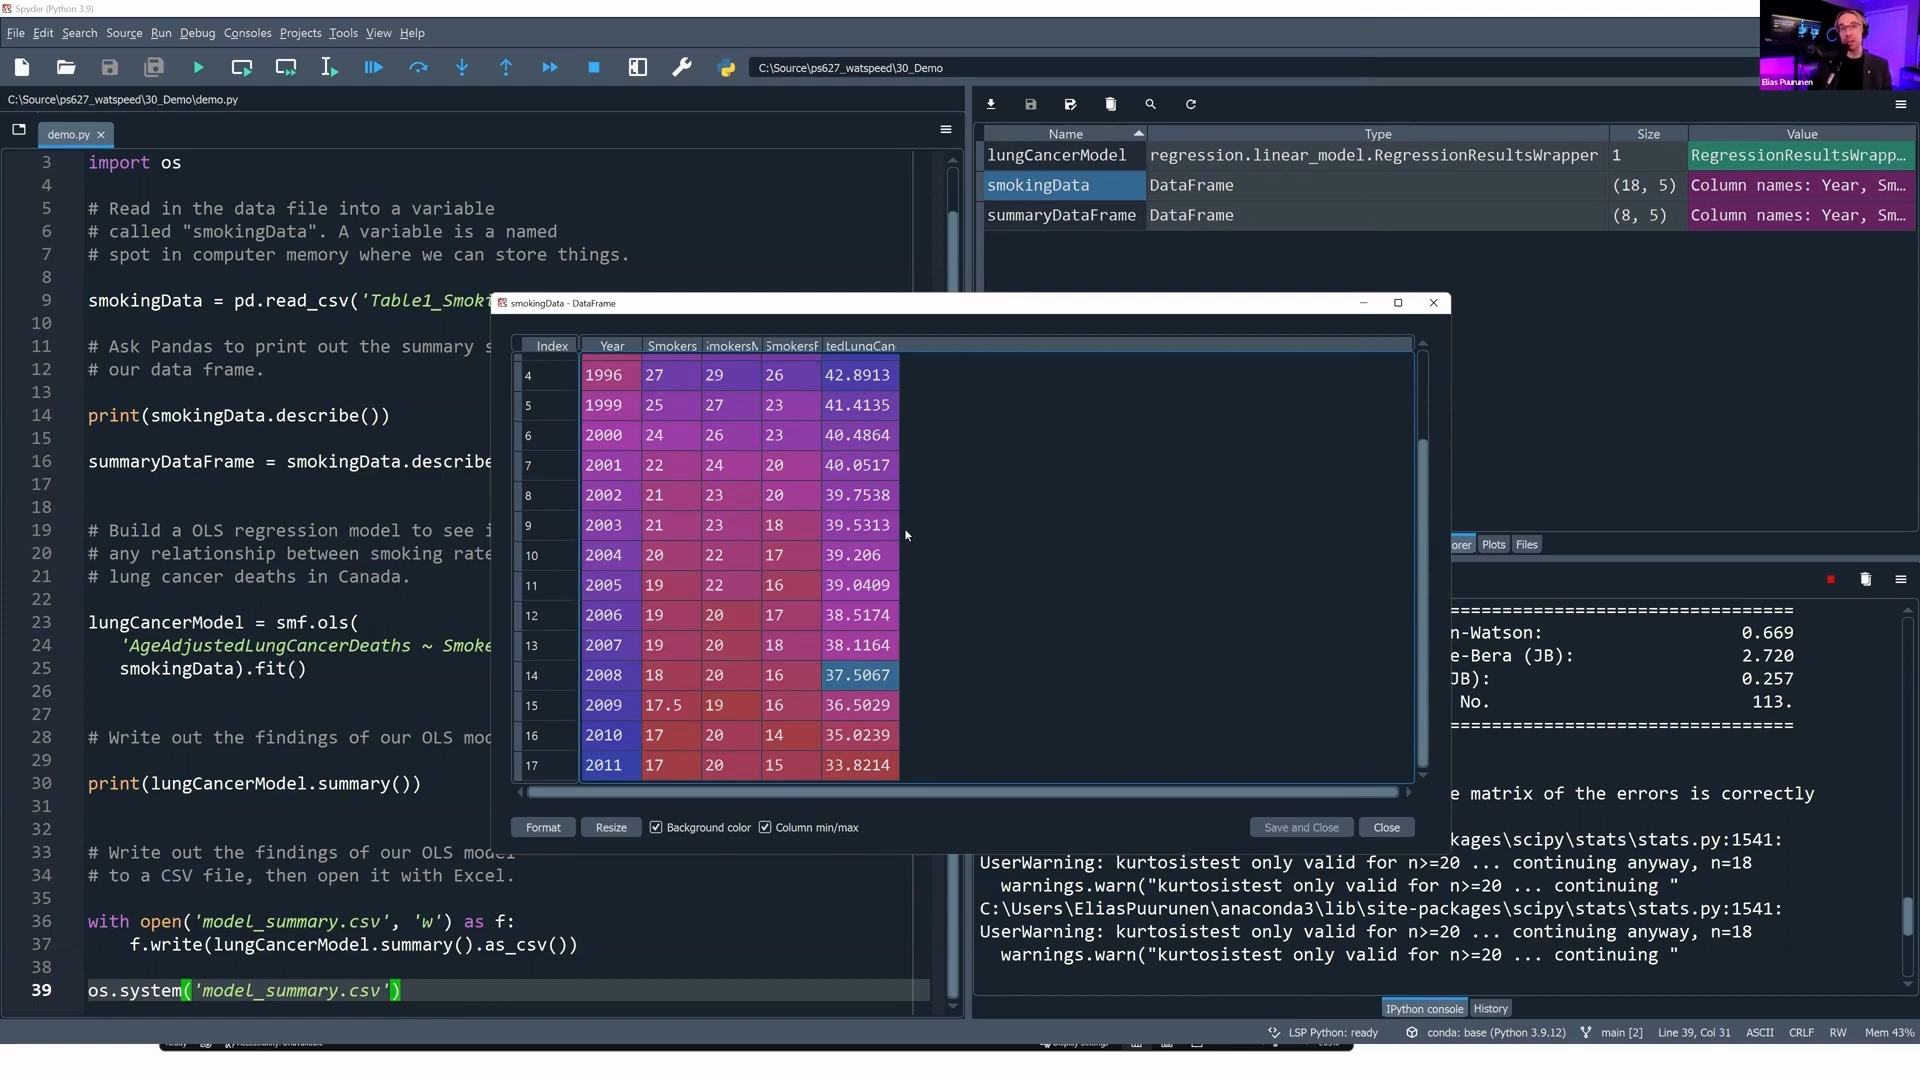 Spyder (Python 3.9)
File Edit Search Source Run Debug Consoles Projects Tools View Help
C:\Source\ps627_watspeed\30_Demo
Elias Puurunen
C:\Source\ps627_watspeed\30_Demo\demo.py
demo.py
3 import os
4
5 # Read in the data file into a variable
6 # called "smokingData". A variable is a named
7 # spot in computer memory where we can store things.
8
9 smokingData = pd.read_csv('Table1_Smoki
10
11 # Ask Pandas to print out the summary s
12 # our data frame.
13
14 print(smokingData.describe())
15
16 summaryDataFrame = smokingData.describe
17
18
19 # Build a OLS regression model to see i
20 # any relationship between smoking rate
21 # lung cancer deaths in Canada.
22
23 lungCancerModel = smf.ols(
24 'AgeAdjustedLungCancerDeaths ~ Smoke
25 smokingData).fit()
26
27
28 # Write out the findings of our OLS mod
29
30 print(lungCancerModel.summary())
31
32
33 # Write out the findings of our OLS model
34 # to a CSV file, then open it with Excel.
35
36 with open('model_summary.csv', 'w') as f:
37 f.write(lungCancerModel.summary().as_csv())
38
39 os.system('model_summary.csv')
Name Type Size Value
lungCancerModel regression.linear_model.RegressionResultsWrapper 1 RegressionResultsWrapp…
smokingData DataFrame (18, 5) Column names: Year, Sm…
summaryDataFrame DataFrame (8, 5) Column names: Year, Sm…
smokingData - DataFrame
Index Year Smokers SmokersM SmokersF tedLungCan
4 1996 27 29 26 42.8913
5 1999 25 27 23 41.4135
6 2000 24 26 23 40.4864
7 2001 22 24 20 40.0517
8 2002 21 23 20 39.7538
9 2003 21 23 18 39.5313
10 2004 20 22 17 39.206
11 2005 19 22 16 39.0409
12 2006 19 20 17 38.5174
13 2007 19 20 18 38.1164
14 2008 18 20 16 37.5067
15 2009 17.5 19 16 36.5029
16 2010 17 20 14 35.0239
17 2011 17 20 15 33.8214
Format Resize Background color Column min/max Save and Close Close
orer Plots Files
==================================
n-Watson: 0.669
e-Bera (JB): 2.720
JB): 0.257
No. 113.
==================================
e matrix of the errors is correctly
kages\scipy\stats\stats.py:1541:
UserWarning: kurtosistest only valid for n>=20 ... continuing anyway, n=18
warnings.warn("kurtosistest only valid for n>=20 ... continuing "
C:\Users\EliasPuurunen\anaconda3\lib\site-packages\scipy\stats\stats.py:1541:
UserWarning: kurtosistest only valid for n>=20 ... continuing anyway, n=18
warnings.warn("kurtosistest only valid for n>=20 ... continuing "
IPython console History
LSP Python: ready conda: base (Python 3.9.12) main [2] Line 39, Col 31 ASCII CRLF RW Mem 43%